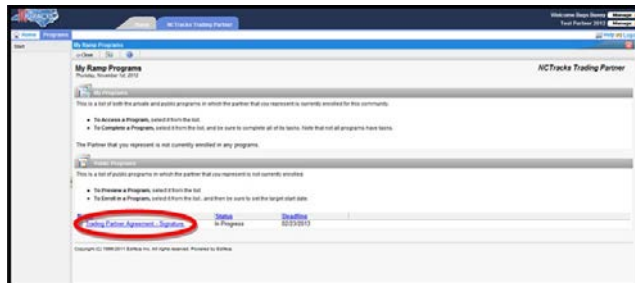 NCTracks
Home
NCTracks Trading Partner
Welcome Manage
Test Partner 2012 Manage
Home Programs
Help Logo
Start
My Ramp Programs
Close
My Ramp Programs
Thursday, November 1st, 2012
NCTracks Trading Partner
My Programs
This is a list of both the private and public programs in which the partner that you represent is currently enrolled for this community.
• To Access a Program, select it from the list.
• To Complete a Program, select it from the list, and be sure to complete all of its tasks. Note that not all programs have tasks.
The Partner that you represent is not currently enrolled in any programs.
Public Programs
This is a list of public programs in which the partner that you represent is not currently enrolled.
• To Preview a Program, select it from the list.
• To Enroll in a Program, select it from the list, and then be sure to set the target start date.
Status Deadline
Trading Partner Agreement - Signature In Progress 02/23/2013